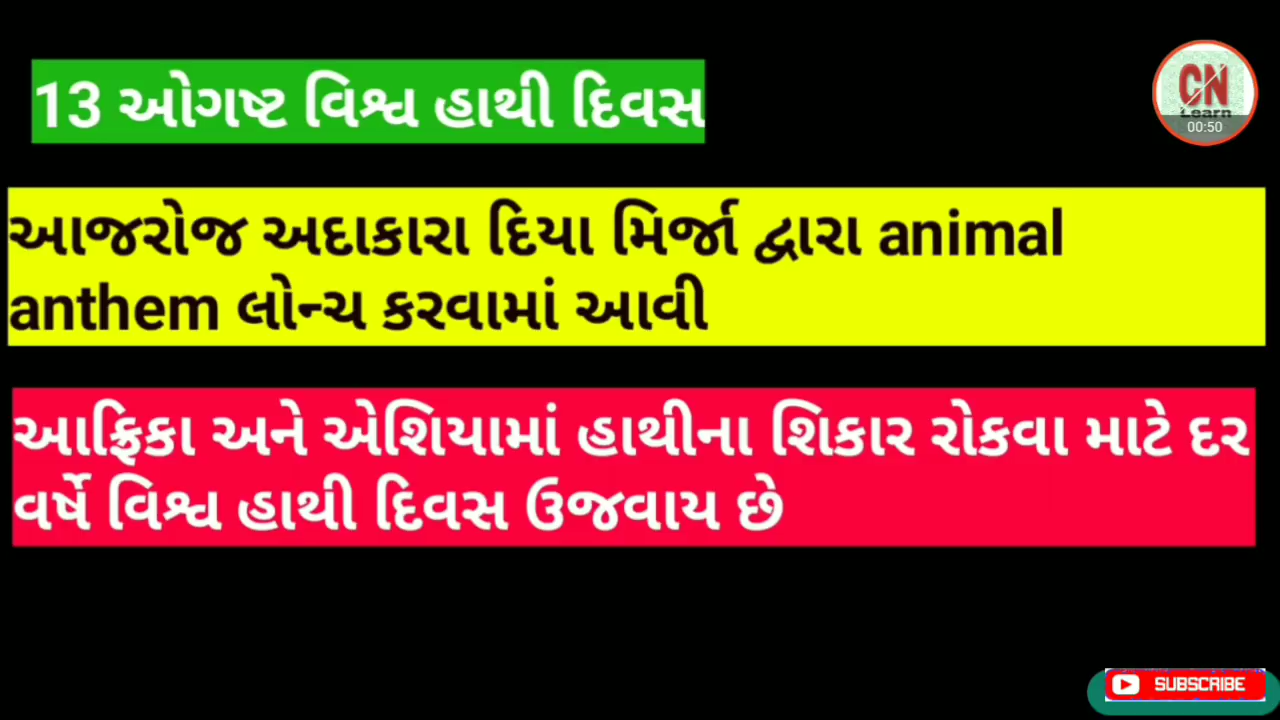 13 ઓગષ્ટ વિશ્વ હાથી દિવસ
CN
Learn
00:50
આજરોજ અદાકારા દિયા મિર્જા દ્વારા animal
anthem લોન્ચ કરવામાં આવી
આફ્રિકા અને એશિયામાં હાથીના શિકાર રોકવા માટે દર
વર્ષે વિશ્વ હાથી દિવસ ઉજવાય છે
SUBSCRIBE